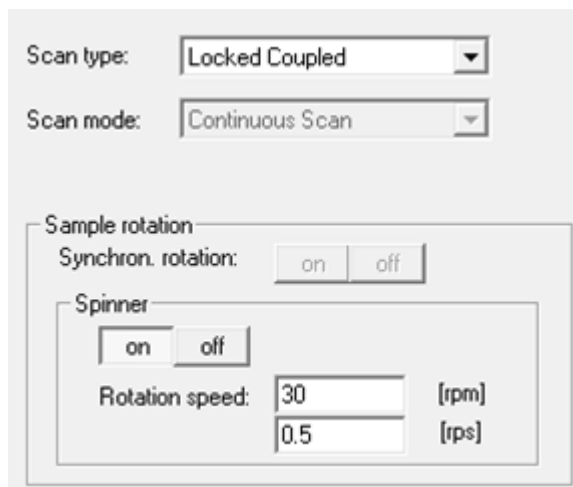 Scan type: Locked Coupled
Scan mode: Continuous Scan
Sample rotation
Synchron. rotation: on off
Spinner
on off
Rotation speed: 30 [rpm]
0.5 [rps]